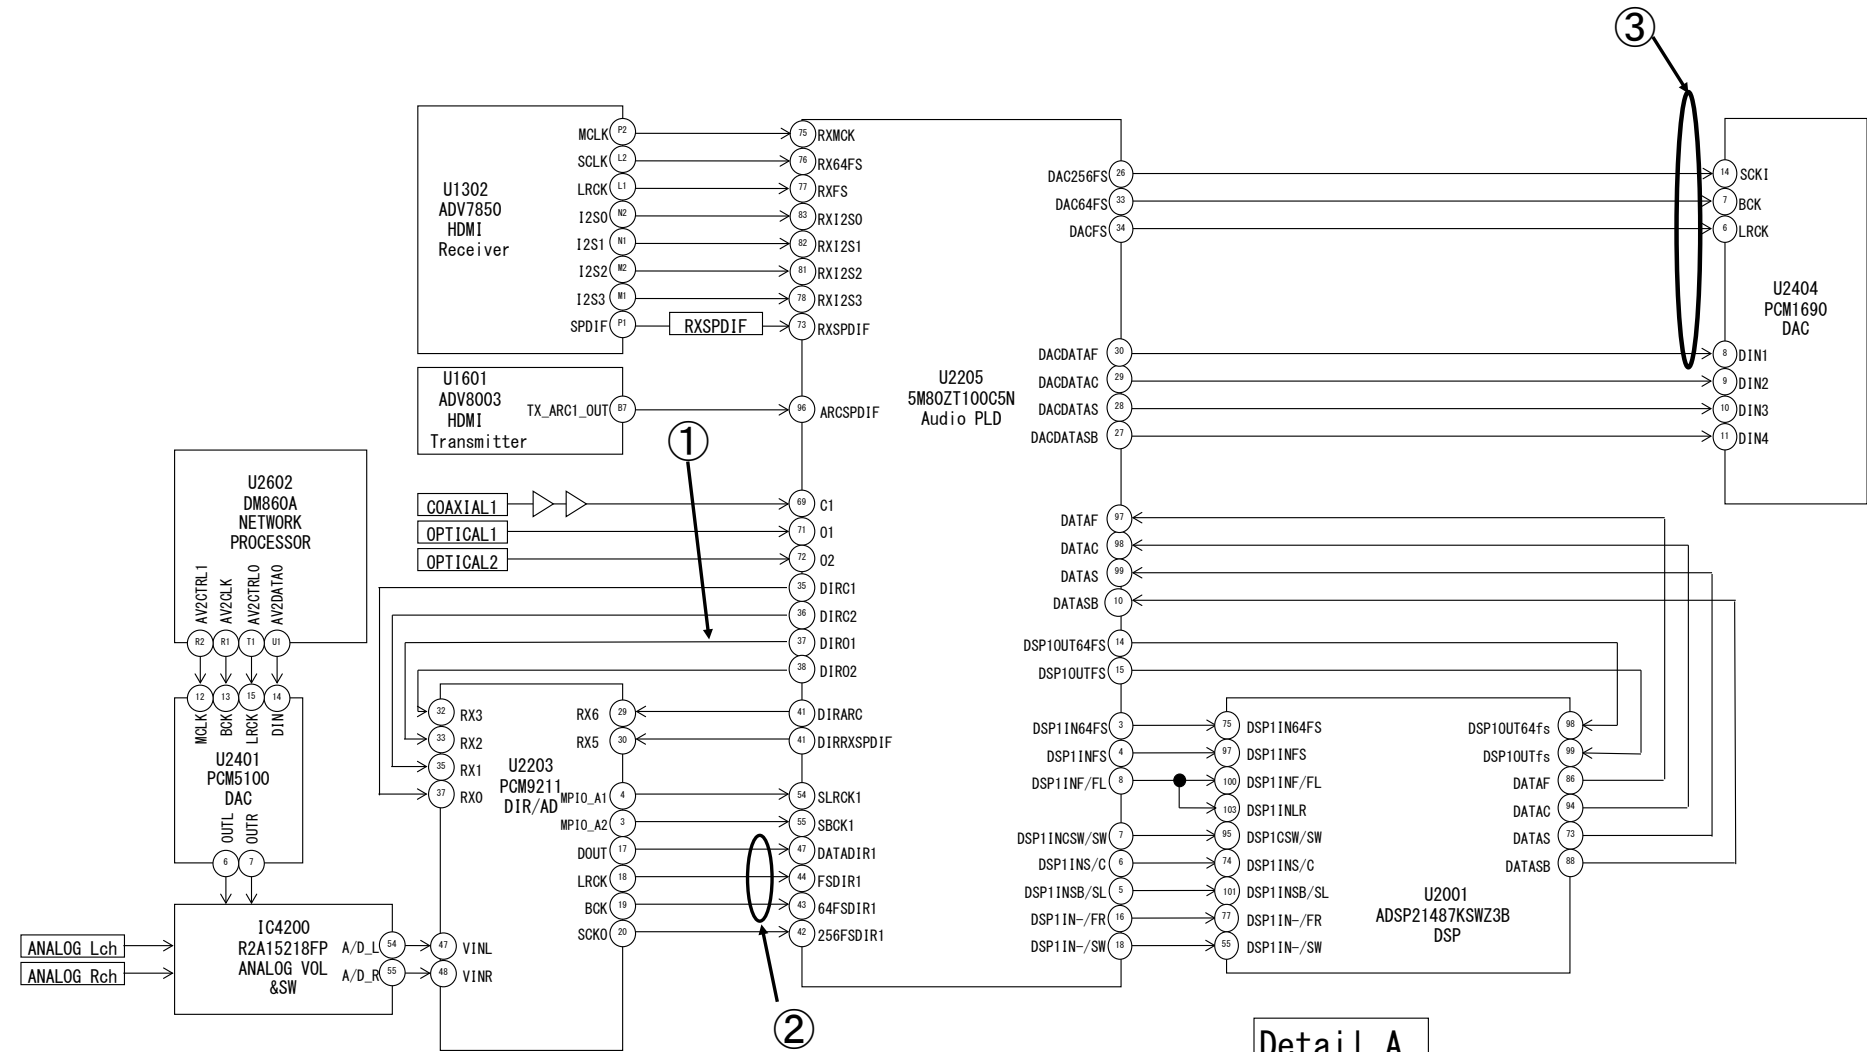 ③
MCLK P2 75 RXMCK
SCLK L2 76 RX64FS
LRCK L1 77 RXFS
I2S0 N2 83 RXI2S0
I2S1 N1 82 RXI2S1
I2S2 M2 81 RXI2S2
I2S3 M1 78 RXI2S3
SPDIF P1 RXSPDIF 73 RXSPDIF
U1302
ADV7850
HDMI
Receiver
U1601
ADV8003
HDMI
Transmitter
TX_ARC1_OUT B7 96 ARCSPDIF
①
COAXIAL1 69 C1
OPTICAL1 71 O1
OPTICAL2 72 O2
35 DIRC1
36 DIRC2
37 DIRO1
38 DIRO2
U2602
DM860A
NETWORK
PROCESSOR
AV2CTRL1 AV2CLK AV2CTRL0 AV2DATA0
R2 R1 T1 U1
12 13 15 14
MCLK BCK LRCK DIN
U2401
PCM5100
DAC
OUTL OUTR
6 7
ANALOG Lch
ANALOG Rch
IC4200
R2A15218FP
ANALOG VOL
&SW
A/D_L 54 47 VINL
A/D_R 55 48 VINR
32 RX3
33 RX2
35 RX1
37 RX0
U2203
PCM9211
DIR/AD
RX6 29 41 DIRARC
RX5 30 41 DIRRXSPDIF
MPIO_A1 4 54 SLRCK1
MPIO_A2 3 55 SBCK1
DOUT 17 47 DATADIR1
LRCK 18 44 FSDIR1
BCK 19 43 64FSDIR1
SCKO 20 42 256FSDIR1
②
U2205
5M80ZT100C5N
Audio PLD
DAC256FS 26 14 SCKI
DAC64FS 33 7 BCK
DACFS 34 6 LRCK
DACDATAF 30 8 DIN1
DACDATAC 29 9 DIN2
DACDATAS 28 10 DIN3
DACDATASB 27 11 DIN4
U2404
PCM1690
DAC
DATAF 97
DATAC 98
DATAS 99
DATASB 10
DSP1OUT64FS 14
DSP1OUTFS 15
DSP1IN64FS 3 75 DSP1IN64FS
DSP1INFS 4 97 DSP1INFS
DSP1INF/FL 8 100 DSP1INF/FL
103 DSP1INLR
DSP1INCSW/SW 7 95 DSP1CSW/SW
DSP1INS/C 6 74 DSP1INS/C
DSP1INSB/SL 5 101 DSP1INSB/SL
DSP1IN-/FR 16 77 DSP1IN-/FR
DSP1IN-/SW 18 55 DSP1IN-/SW
DSP1OUT64fs 98
DSP1OUTfs 99
DATAF 86
DATAC 94
DATAS 73
DATASB 88
U2001
ADSP21487KSWZ3B
DSP
Detail A